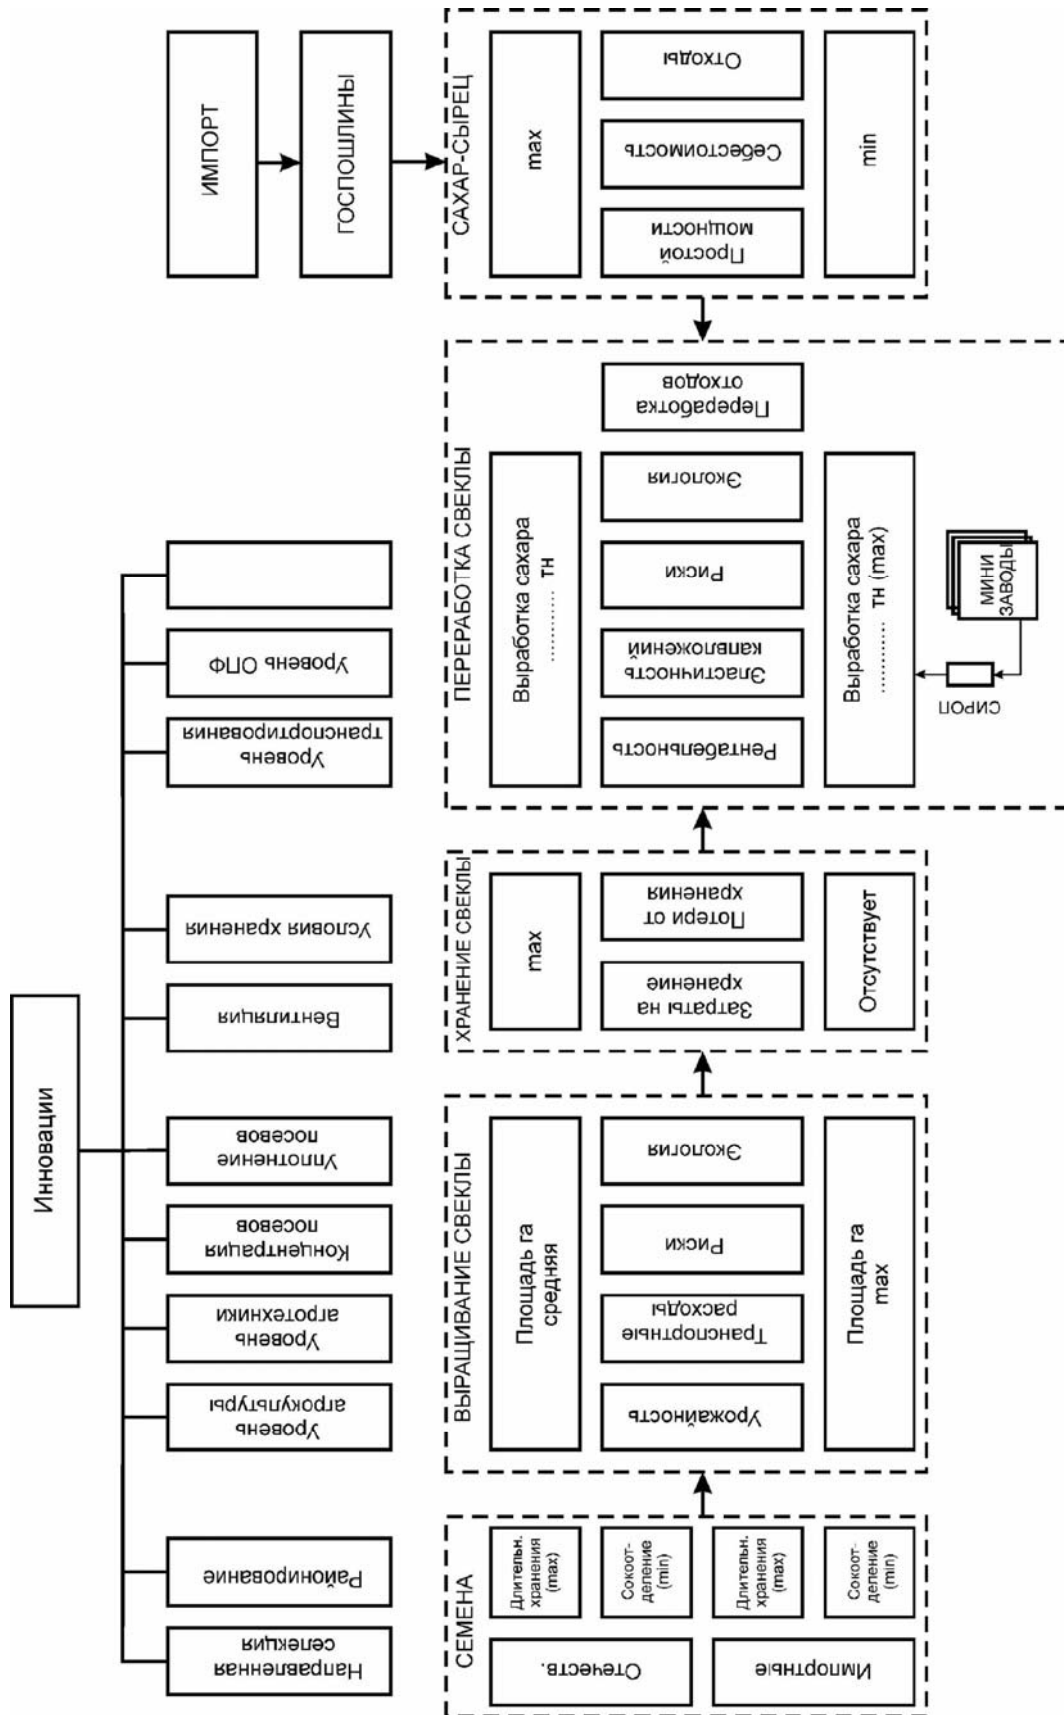 Инновации
Направленная
селекция
Районирование
Уровень
агрокультуры
Уровень
агротехники
Концентрация
посевов
Уплотнение
посевов
Вентиляция
Условия хранения
Уровень
транспортирования
Уровень ОПФ
ИМПОРТ
ГОСПОШЛИНЫ
СЕМЕНА
Отечеств.
Импортные
Длительн.
хранения
(max)
Сокоот-
деление
(min)
Длительн.
хранения
(max)
Сокоот-
деление
(min)
ВЫРАЩИВАНИЕ СВЕКЛЫ
Площадь га
средняя
Урожайность
Транспортные
расходы
Риски
Экология
Площадь га
max
ХРАНЕНИЕ СВЕКЛЫ
max
Затраты на
хранение
Потери от
хранения
Отсутствует
ПЕРЕРАБОТКА СВЕКЛЫ
Выработка сахара
............ тн
Рентабельность
Эластичность
капвложений
Риски
Экология
Переработка
отходов
Выработка сахара
............ тн (max)
СИРОП
МИНИ
ЗАВОДЫ
САХАР-СЫРЕЦ
max
Простой
мощности
Себестоимость
Отходы
min